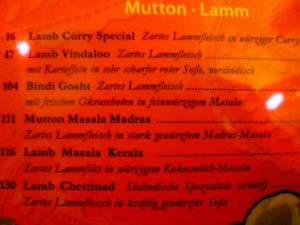 Mutton · Lamm
16 Lamb Curry Special Zartes Lammfleisch in würziger Curry
17 Lamb Vindaloo Zartes Lammfleisch
mit Kartoffeln in sehr scharfer roter Soße, nordindisch
104 Bindi Gosht Zartes Lammfleisch
mit frischen Okraschoten in feinwürzigem Masala
111 Mutton Masala Madras
Zartes Lammfleisch in stark gewürztem Madras-Masala
116 Lamb Masala Kerala
Zartes Lammfilet in würzigem Kokosmilch-Masala
130 Lamb Chettinad Südindische Spezialität (scharf)
Zartes Lammfleisch in kräftig gewürzter Soße